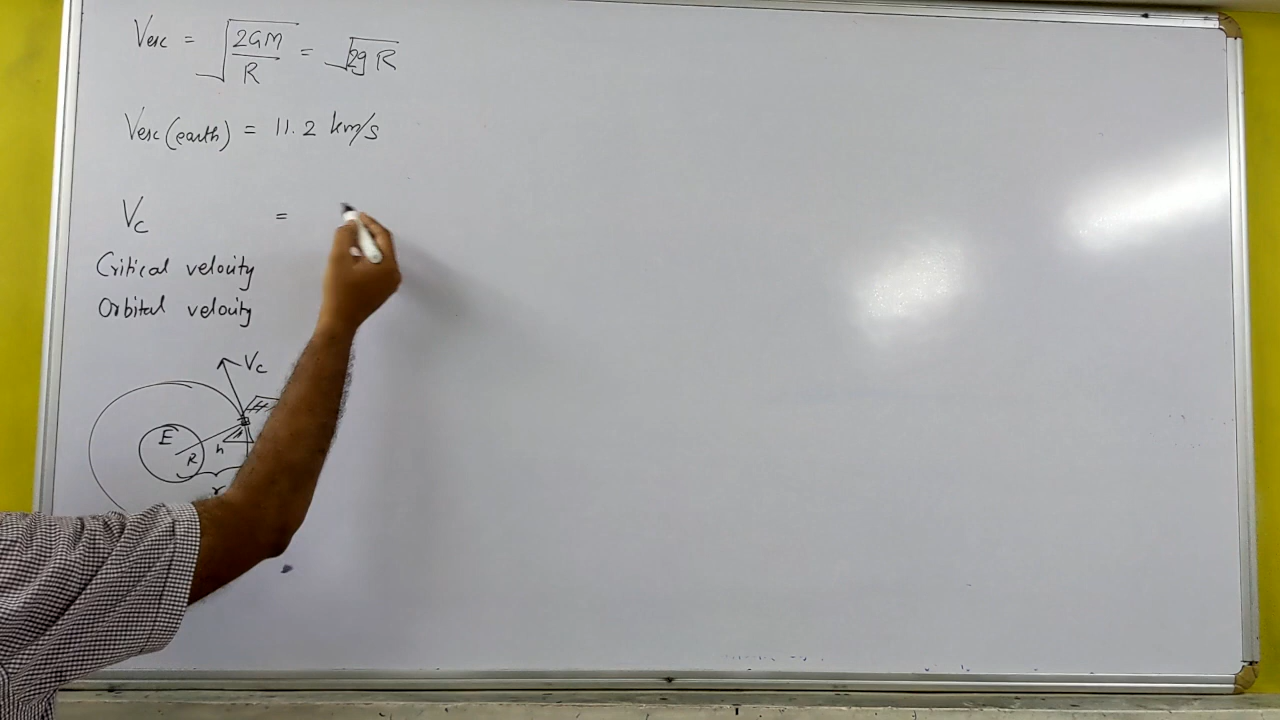 Vesc = √(2GM/R) = √(2gR)
Vesc (earth) = 11.2 km/s
Vc =
Critical velocity
Orbital velocity
Vc
E
R
h
r